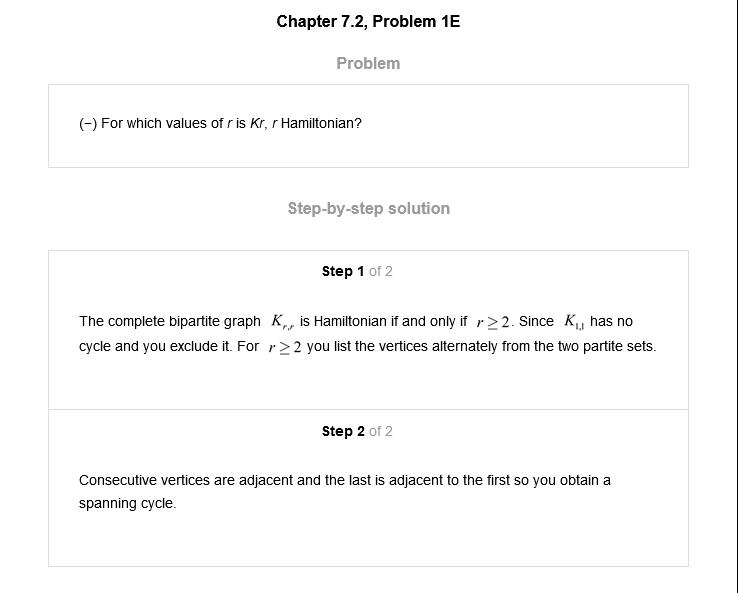 Chapter 7.2, Problem 1E
Problem
(−) For which values of r is Kr, r Hamiltonian?
Step-by-step solution
Step 1 of 2
The complete bipartite graph K_{r,r} is Hamiltonian if and only if r ≥ 2. Since K_{1,1} has no
cycle and you exclude it. For r ≥ 2 you list the vertices alternately from the two partite sets.
Step 2 of 2
Consecutive vertices are adjacent and the last is adjacent to the first so you obtain a
spanning cycle.